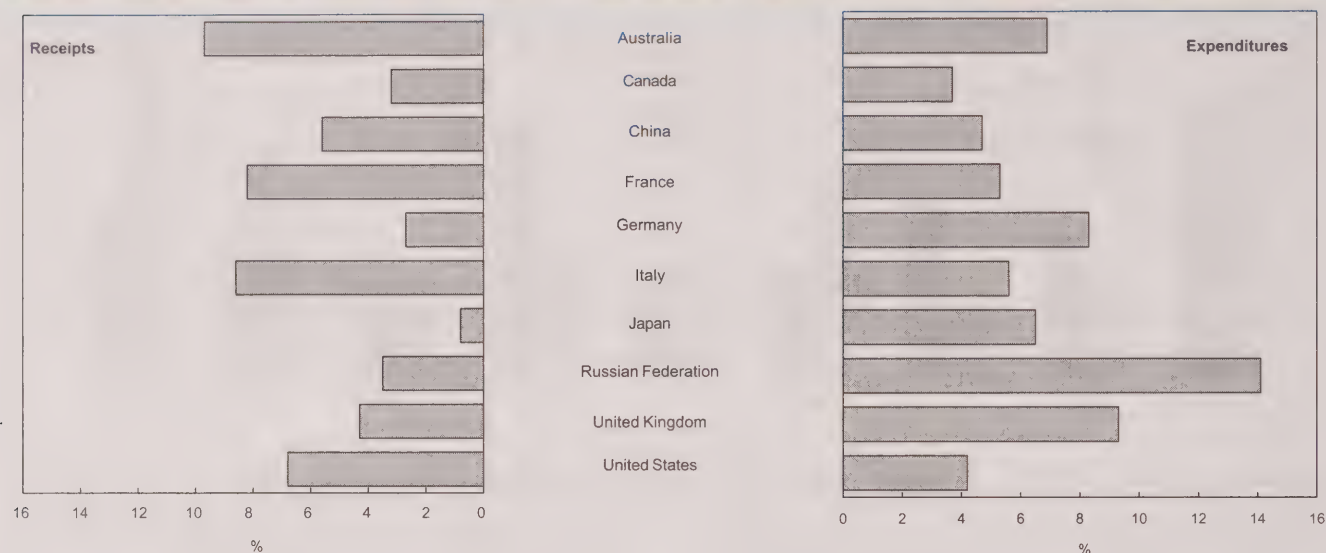 Receipts
Expenditures
Australia
Canada
China
France
Germany
Italy
Japan
Russian Federation
United Kingdom
United States
16 14 12 10 8 6 4 2 0
0 2 4 6 8 10 12 14 16
%
%